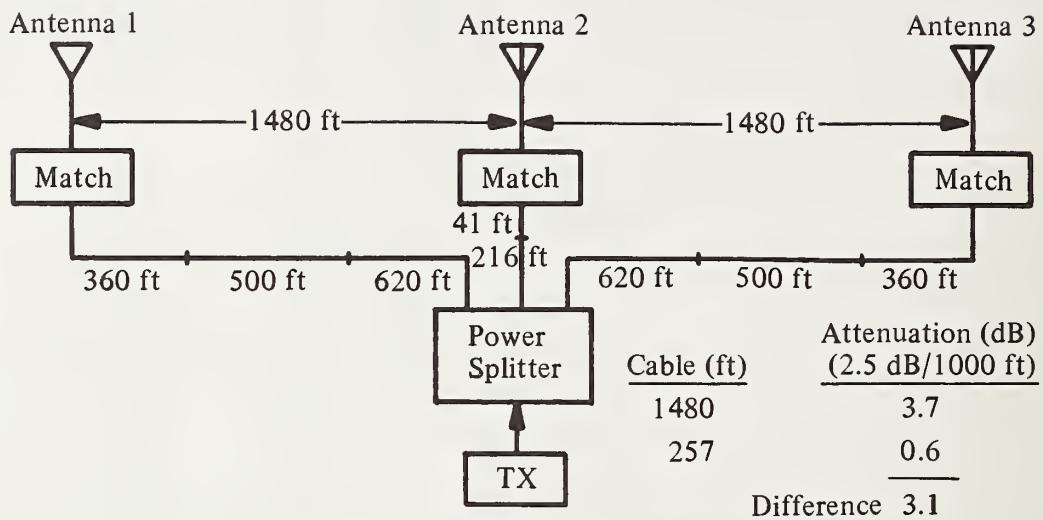 Antenna 1
Antenna 2
Antenna 3
1480 ft
1480 ft
Match
Match
Match
41 ft
216 ft
360 ft
500 ft
620 ft
620 ft
500 ft
360 ft
Power
Splitter
TX
Cable (ft)
Attenuation (dB)
(2.5 dB/1000 ft)
1480
3.7
257
0.6
Difference 3.1